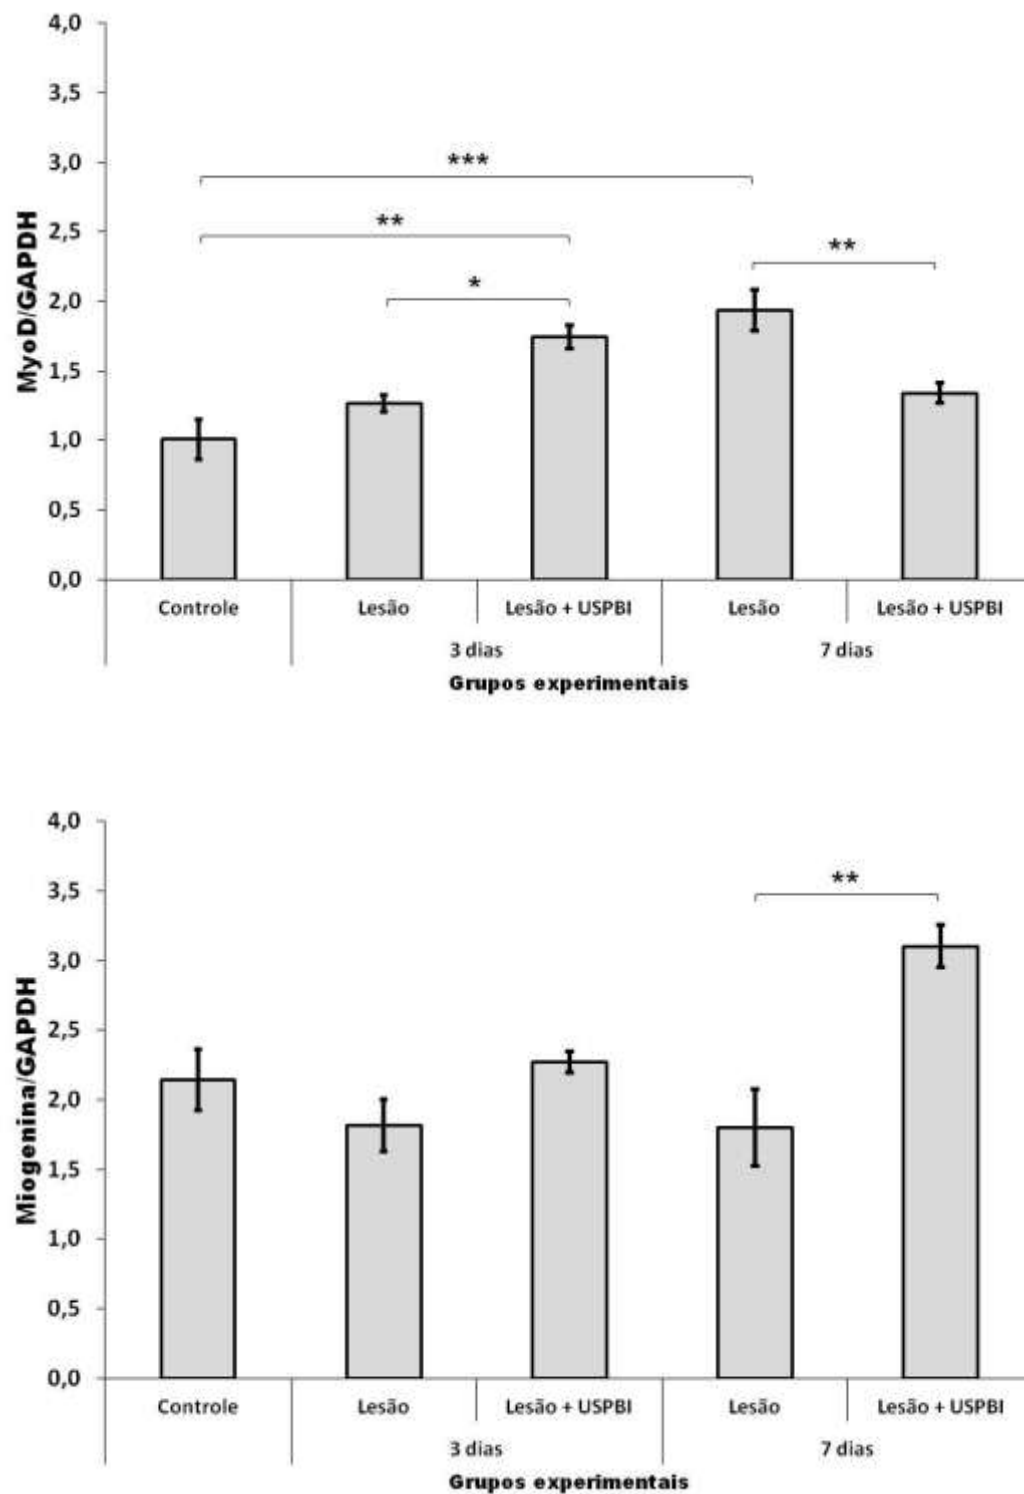 4,0
3,5
3,0
2,5
2,0
1,5
1,0
0,5
0,0
MyoD/GAPDH
***
**
*
**
Controle Lesão Lesão + USPBI Lesão Lesão + USPBI
3 dias 7 dias
Grupos experimentais
4,0
3,5
3,0
2,5
2,0
1,5
1,0
0,5
0,0
Miogenina/GAPDH
**
Controle Lesão Lesão + USPBI Lesão Lesão + USPBI
3 dias 7 dias
Grupos experimentais